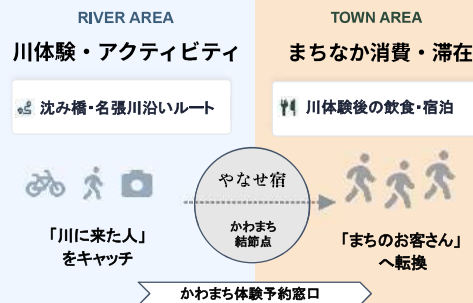 RIVER AREA
川体験・アクティビティ
沈み橋・名張川沿いルート
「川に来た人」
をキャッチ
やなせ宿
かわまち
結節点
TOWN AREA
まちなか消費・滞在
川体験後の飲食・宿泊
「まちのお客さん」
へ転換
かわまち体験予約窓口